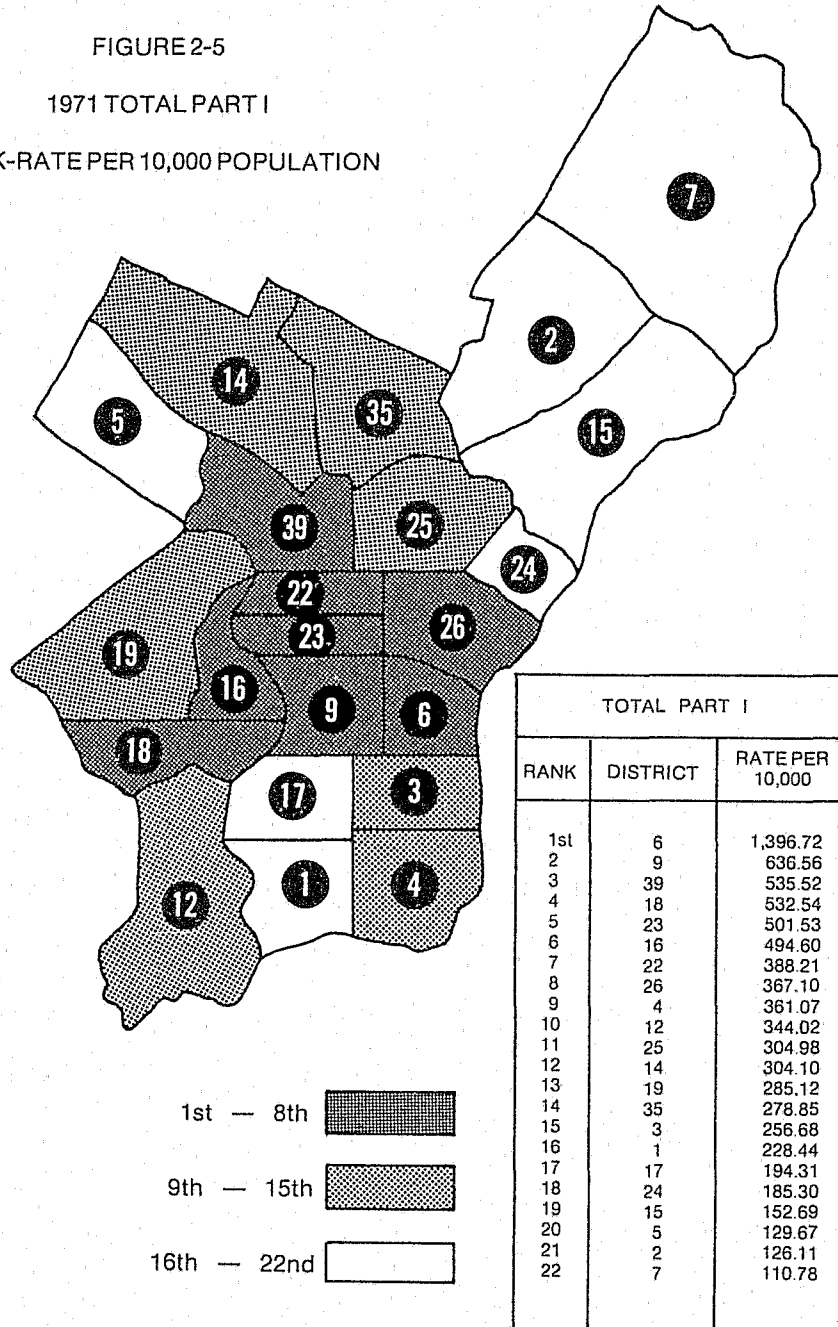 FIGURE 2-5
1971 TOTAL PART I
K-RATE PER 10,000 POPULATION
7
2
14
5
35
15
39
25
24
22
26
23
19
16
9
6
18
17
3
12
1
4
TOTAL PART I
RANK DISTRICT RATE PER 10,000
1st 6 1,396.72
2 9 636.56
3 39 535.52
4 18 532.54
5 23 501.53
6 16 494.60
7 22 388.21
8 26 367.10
9 4 361.07
10 12 344.02
11 25 304.98
12 14 304.10
13 19 285.12
14 35 278.85
15 3 256.68
16 1 228.44
17 17 194.31
18 24 185.30
19 15 152.69
20 5 129.67
21 2 126.11
22 7 110.78
1st — 8th
9th — 15th
16th — 22nd